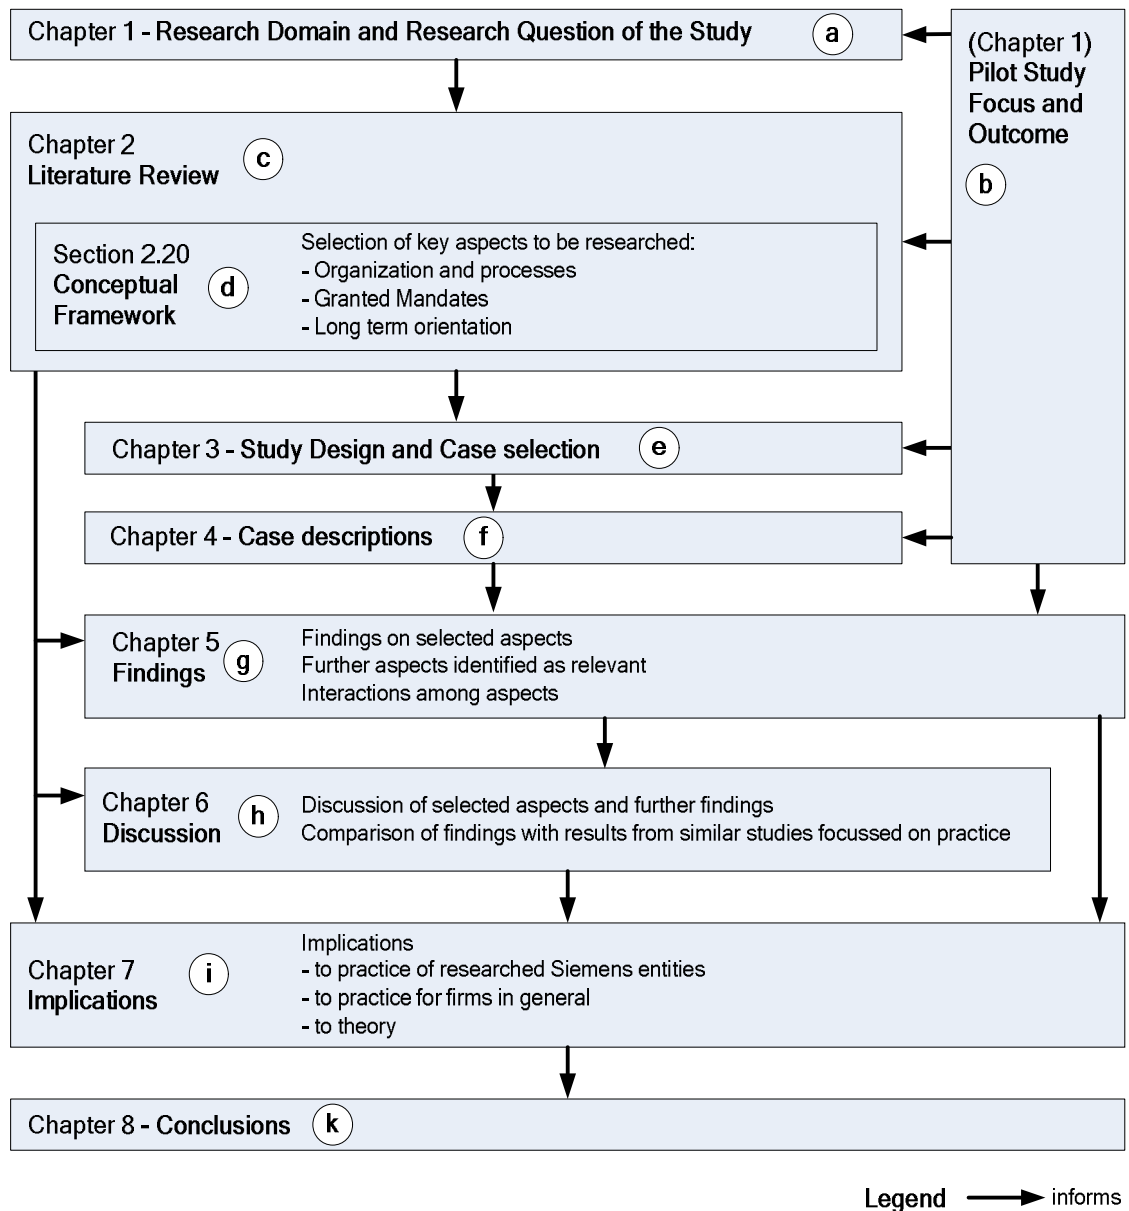 Chapter 1 - Research Domain and Research Question of the Study
a
(Chapter 1)
Pilot Study
Focus and
Outcome
b
Chapter 2
Literature Review
c
Section 2.20
Conceptual
Framework
d
Selection of key aspects to be researched:
- Organization and processes
- Granted Mandates
- Long term orientation
Chapter 3 - Study Design and Case selection
e
Chapter 4 - Case descriptions
f
Chapter 5
Findings
g
Findings on selected aspects
Further aspects identified as relevant
Interactions among aspects
Chapter 6
Discussion
h
Discussion of selected aspects and further findings
Comparison of findings with results from similar studies focussed on practice
Chapter 7
Implications
i
Implications
- to practice of researched Siemens entities
- to practice for firms in general
- to theory
Chapter 8 - Conclusions
k
Legend
informs